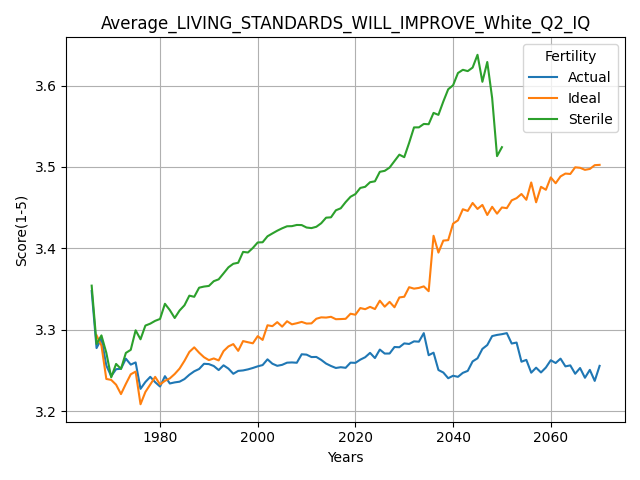 Average_LIVING_STANDARDS_WILL_IMPROVE_White_Q2_IQ
Fertility
Actual
Ideal
Sterile
Score(1-5)
3.6
3.5
3.4
3.3
3.2
1980
2000
2020
2040
2060
Years